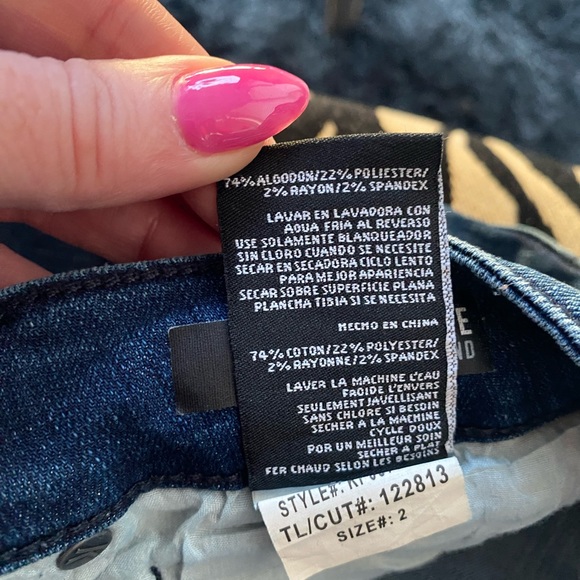 74% ALGODON/22% POLIESTER/
2% RAYON/2% SPANDEX
LAVAR EN LAVADORA CON
AGUA FRIA AL REVERSO
USE SOLAMENTE BLANQUEADOR
SIN CLORO CUANDO SE NECESITE
SECAR EN SECADORA CICLO LENTO
PARA MEJOR APARIENCIA
SECAR SOBRE SUPERFICIE PLANA
PLANCHA TIBIA SI SE NECESITA
HECHO EN CHINA
74% COTON/22% POLYESTER/
2% RAYONNE/2% SPANDEX
LAVER LA MACHINE L'EAU
FROIDE L'ENVERS
SEULEMENT JAVELLISANT
SANS CHLORE SI BESOIN
SECHER A LA MACHINE
CYCLE DOUX
POR UN MEILLEUR SOIN
SECHER A PLAT
FER CHAUD SELON LES BESOINS
STYLE#:
TL/CUT#: 122813
SIZE#: 2